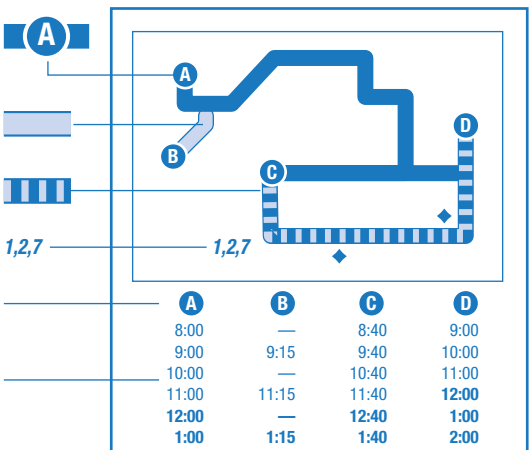 A
A
D
B
C
1,2,7 1,2,7
A B C D
8:00 — 8:40 9:00
9:00 9:15 9:40 10:00
10:00 — 10:40 11:00
11:00 11:15 11:40 12:00
12:00 — 12:40 1:00
1:00 1:15 1:40 2:00